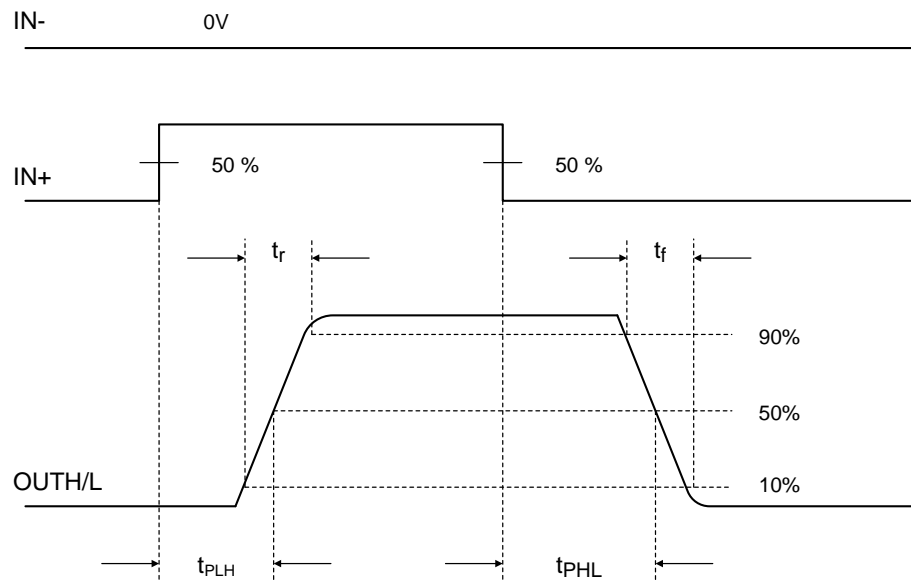 IN- 0V
50 % 50 %
IN+
tr tf
90%
50%
OUTH/L 10%
tPLH tPHL